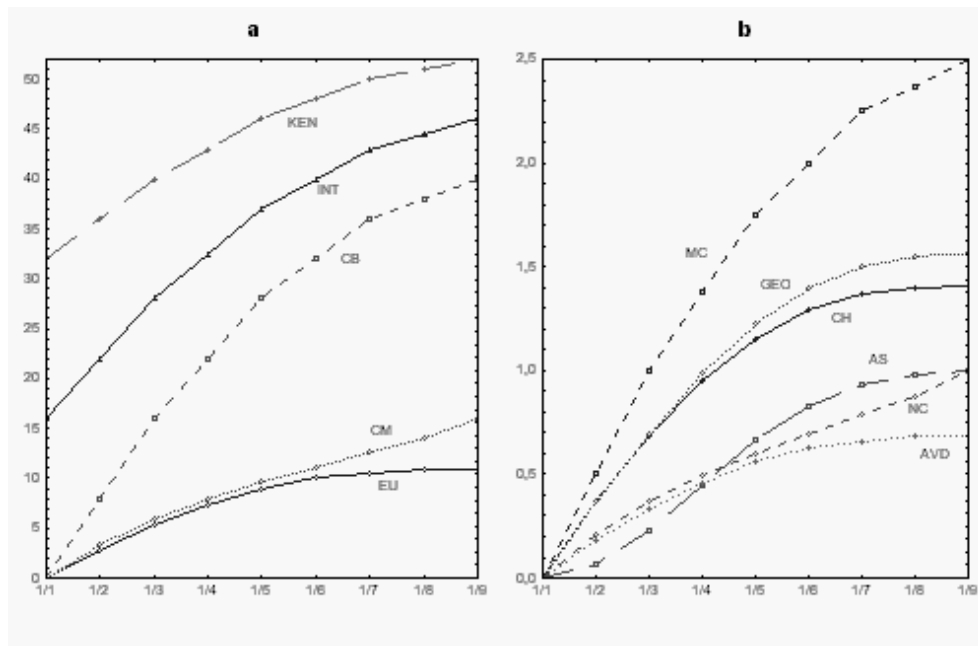 a
b
50
45
40
35
30
25
20
15
10
5
0
KEN
INT
CB
CM
EU
1/1
1/2
1/3
1/4
1/5
1/6
1/7
1/8
1/9
2,5
2,0
1,5
1,0
0,5
0,0
MC
GEO
CH
AS
NC
AVD
1/1
1/2
1/3
1/4
1/5
1/6
1/7
1/8
1/9